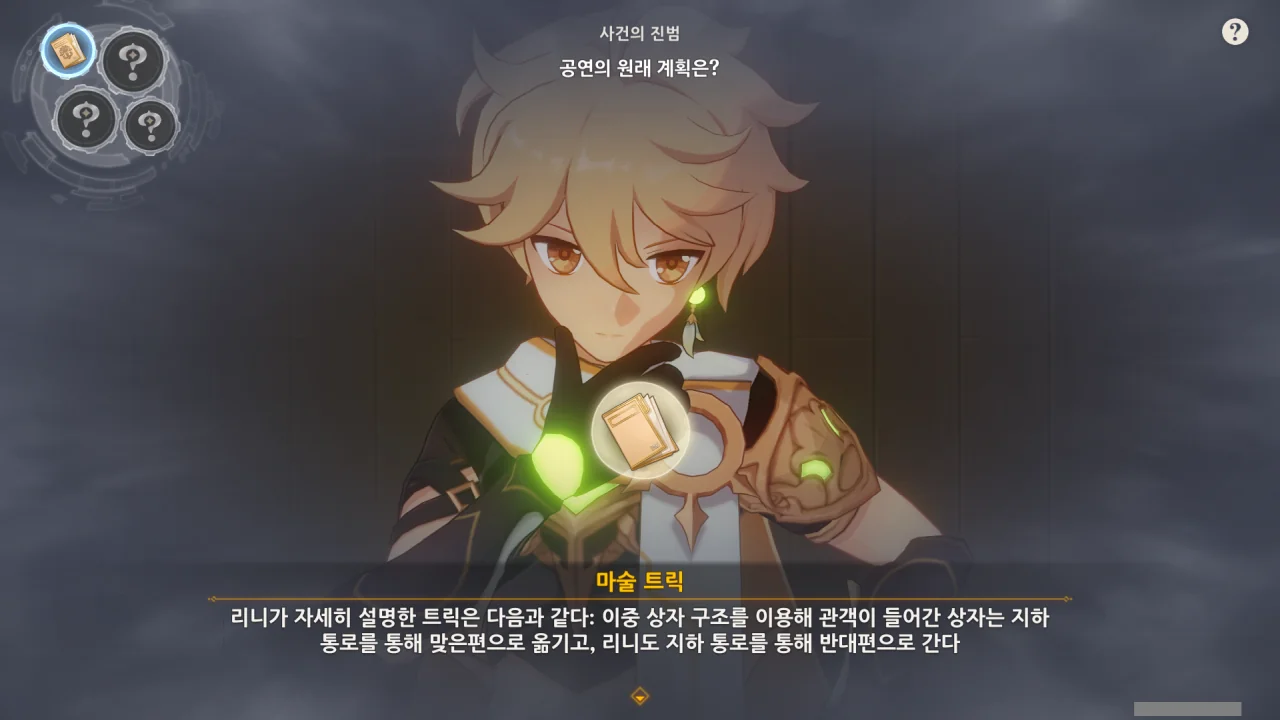 사건의 진범
공연의 원래 계획은?
?
?
?
?
마술 트릭
리니가 자세히 설명한 트릭은 다음과 같다: 이중 상자 구조를 이용해 관객이 들어간 상자는 지하
통로를 통해 맞은편으로 옮기고, 리니도 지하 통로를 통해 반대편으로 간다